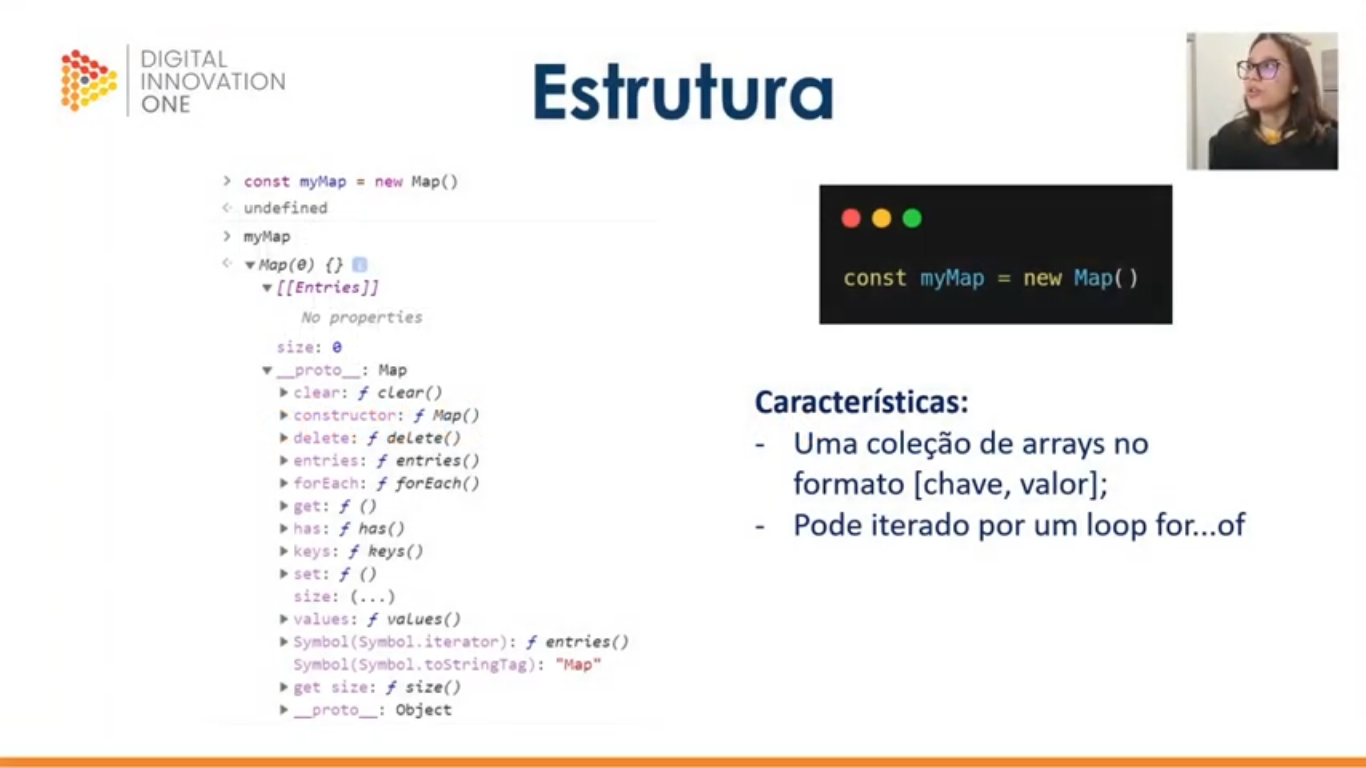 DIGITAL
INNOVATION
ONE
Estrutura
> const myMap = new Map()
< undefined
> myMap
< ▼Map(0) {} i
▼[[Entries]]
No properties
size: 0
▼__proto__: Map
▶clear: ƒ clear()
▶constructor: ƒ Map()
▶delete: ƒ delete()
▶entries: ƒ entries()
▶forEach: ƒ forEach()
▶get: ƒ ()
▶has: ƒ has()
▶keys: ƒ keys()
▶set: ƒ ()
size: (...)
▶values: ƒ values()
▶Symbol(Symbol.iterator): ƒ entries()
Symbol(Symbol.toStringTag): "Map"
▶get size: ƒ size()
▶__proto__: Object
const myMap = new Map()
Características:
- Uma coleção de arrays no
formato [chave, valor];
- Pode iterado por um loop for...of